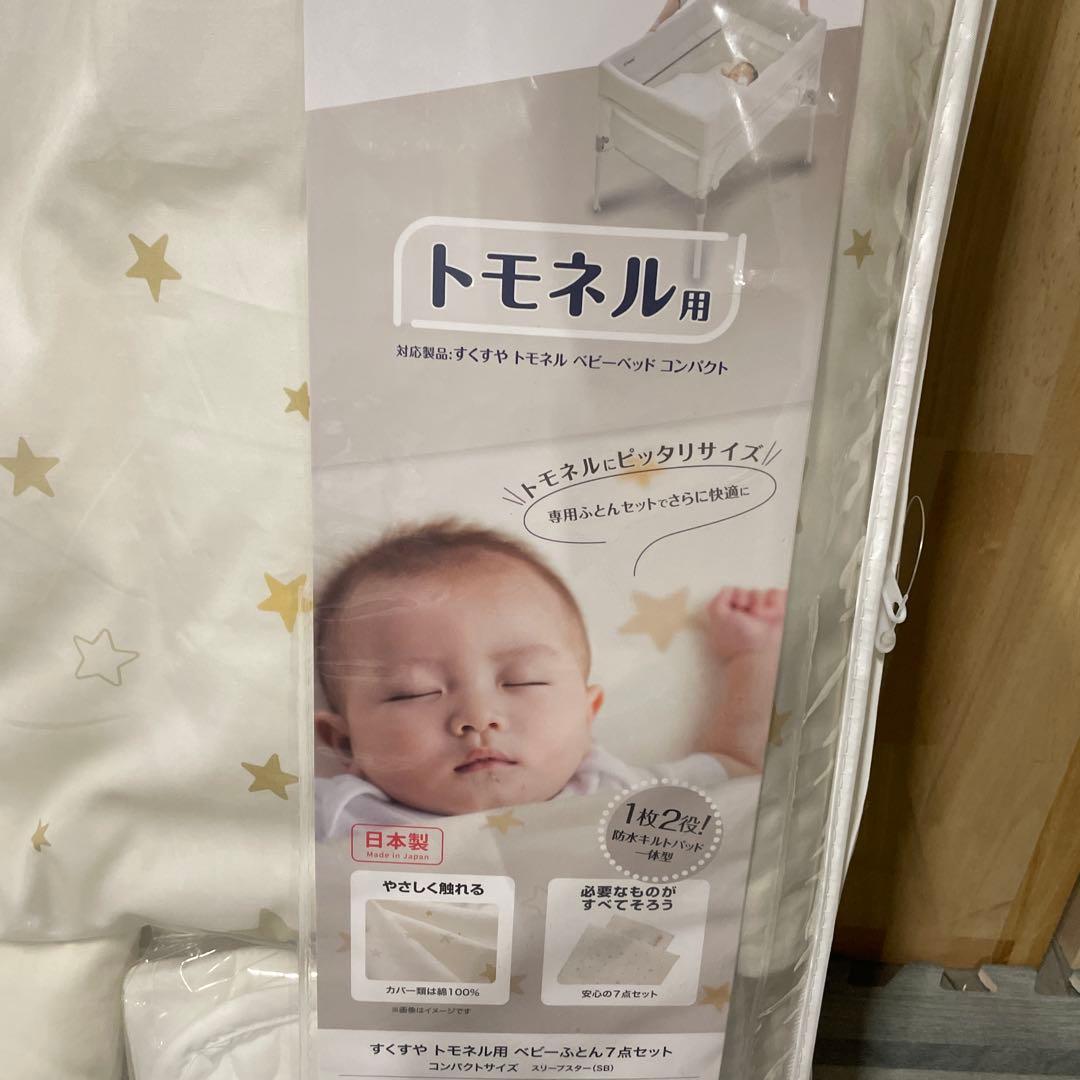 トモネル用
対応製品:すくすや トモネル ベビーベッド コンパクト
トモネルにピッタリサイズ
専用ふとんセットでさらに快適に
1枚2役!
防水キルトパッド
一体型
日本製
Made in Japan
やさしく触れる
カバー類は綿100%
※画像はイメージです
必要なものが
すべてそろう
安心の7点セット
すくすや トモネル用 ベビーふとん7点セット
コンパクトサイズ スリープスター(SB)